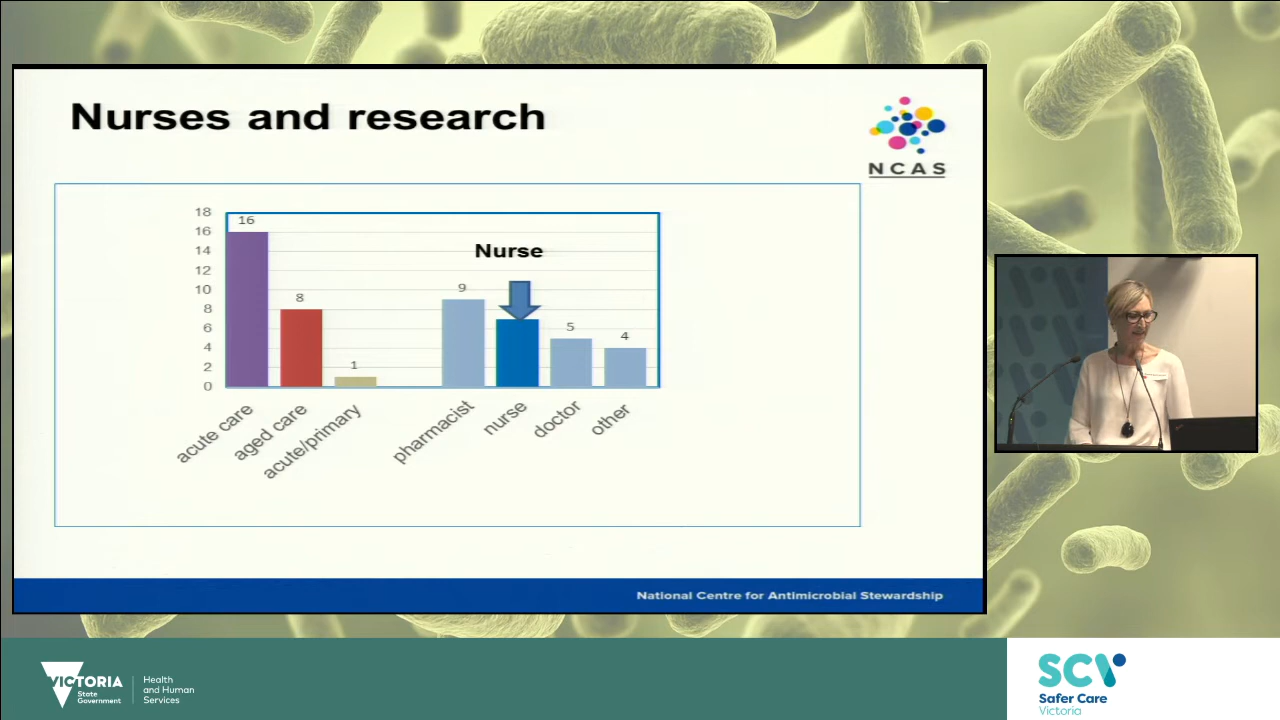 Nurses and research
NCAS
18
16
14
12
10
8
6
4
2
0
16
8
1
Nurse
9
5
4
acute care
aged care
acute/primary
pharmacist
nurse
doctor
other
National Centre for Antimicrobial Stewardship
VICTORIA
State
Government
Health
and Human
Services
SCV
Safer Care
Victoria